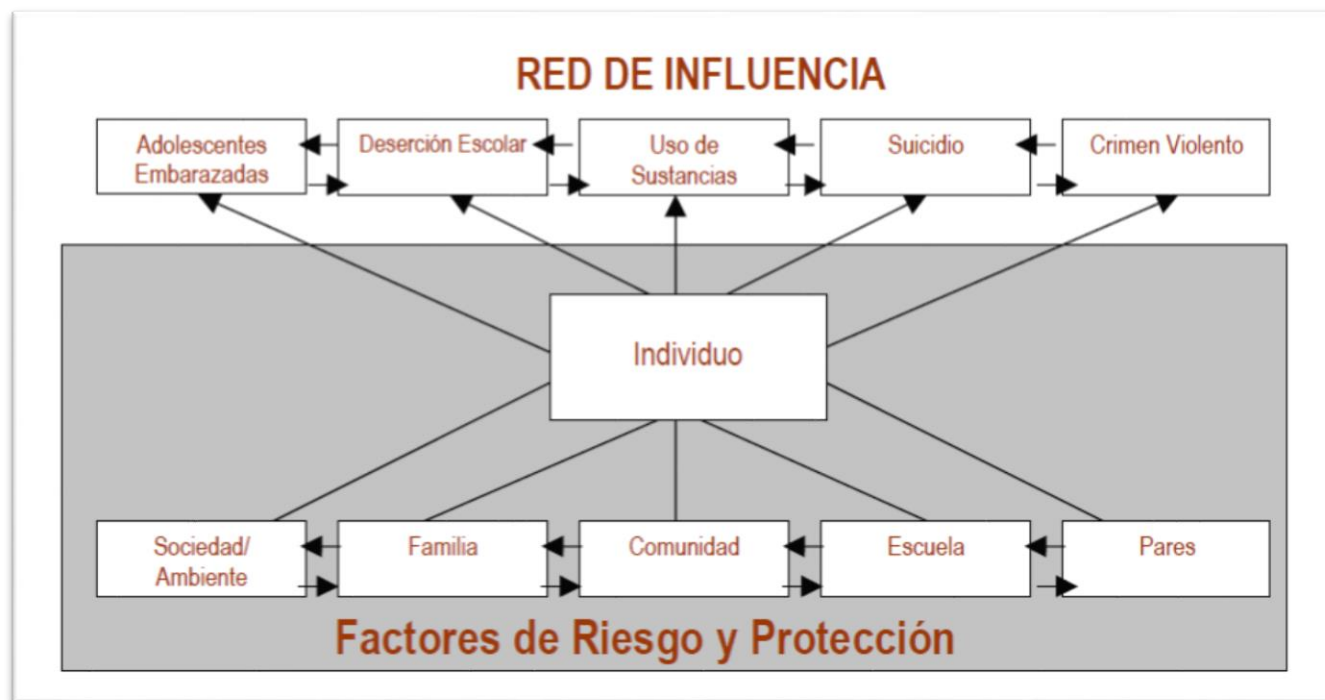 RED DE INFLUENCIA
Adolescentes
Embarazadas
Deserción Escolar
Uso de
Sustancias
Suicidio
Crimen Violento
Individuo
Sociedad/
Ambiente
Familia
Comunidad
Escuela
Pares
Factores de Riesgo y Protección